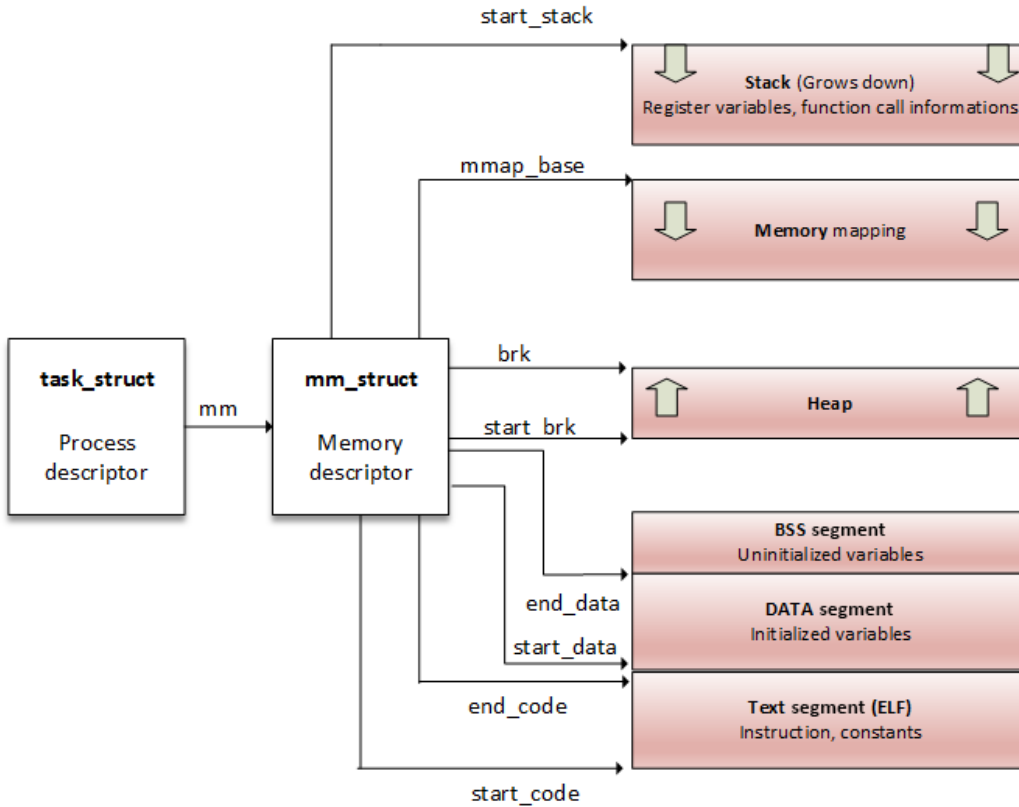 start_stack
Stack (Grows down)
Register variables, function call informations
mmap_base
Memory mapping
task_struct
Process
descriptor
mm
mm_struct
Memory
descriptor
brk
Heap
start_brk
BSS segment
Uninitialized variables
end_data
DATA segment
Initialized variables
start_data
end_code
Text segment (ELF)
Instruction, constants
start_code